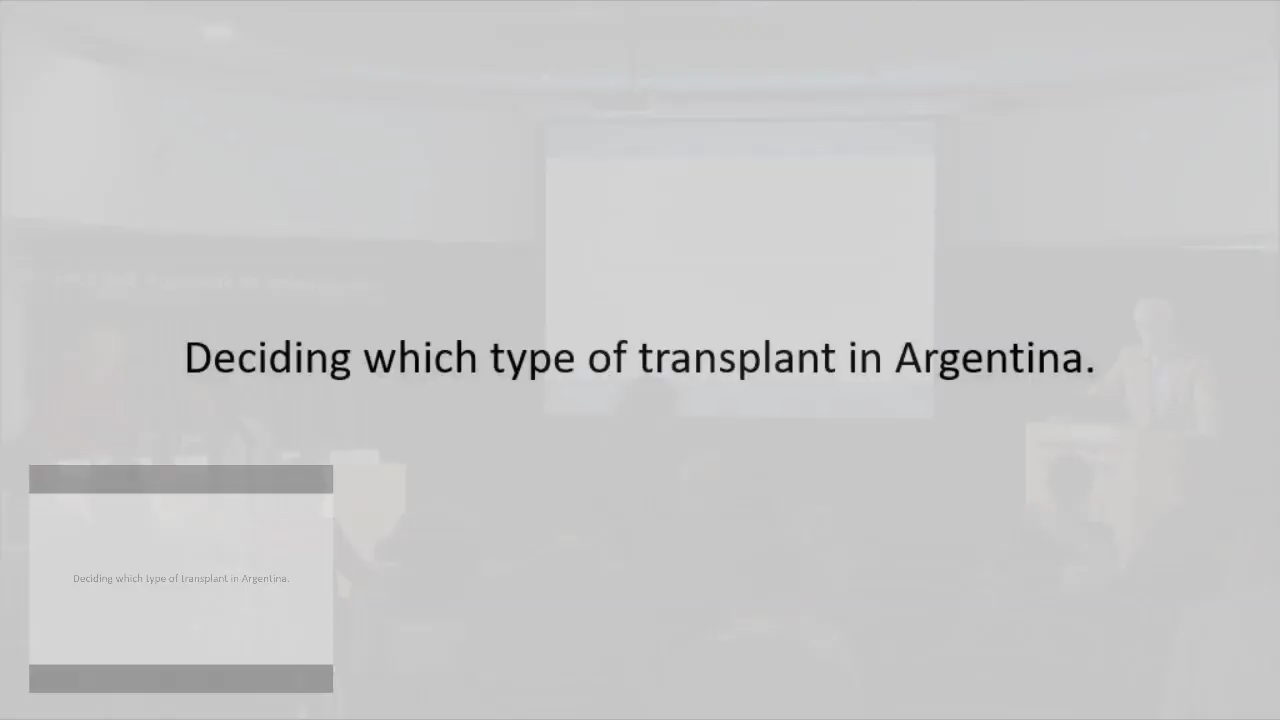 Deciding which type of transplant in Argentina.
Deciding which type of transplant in Argentina.